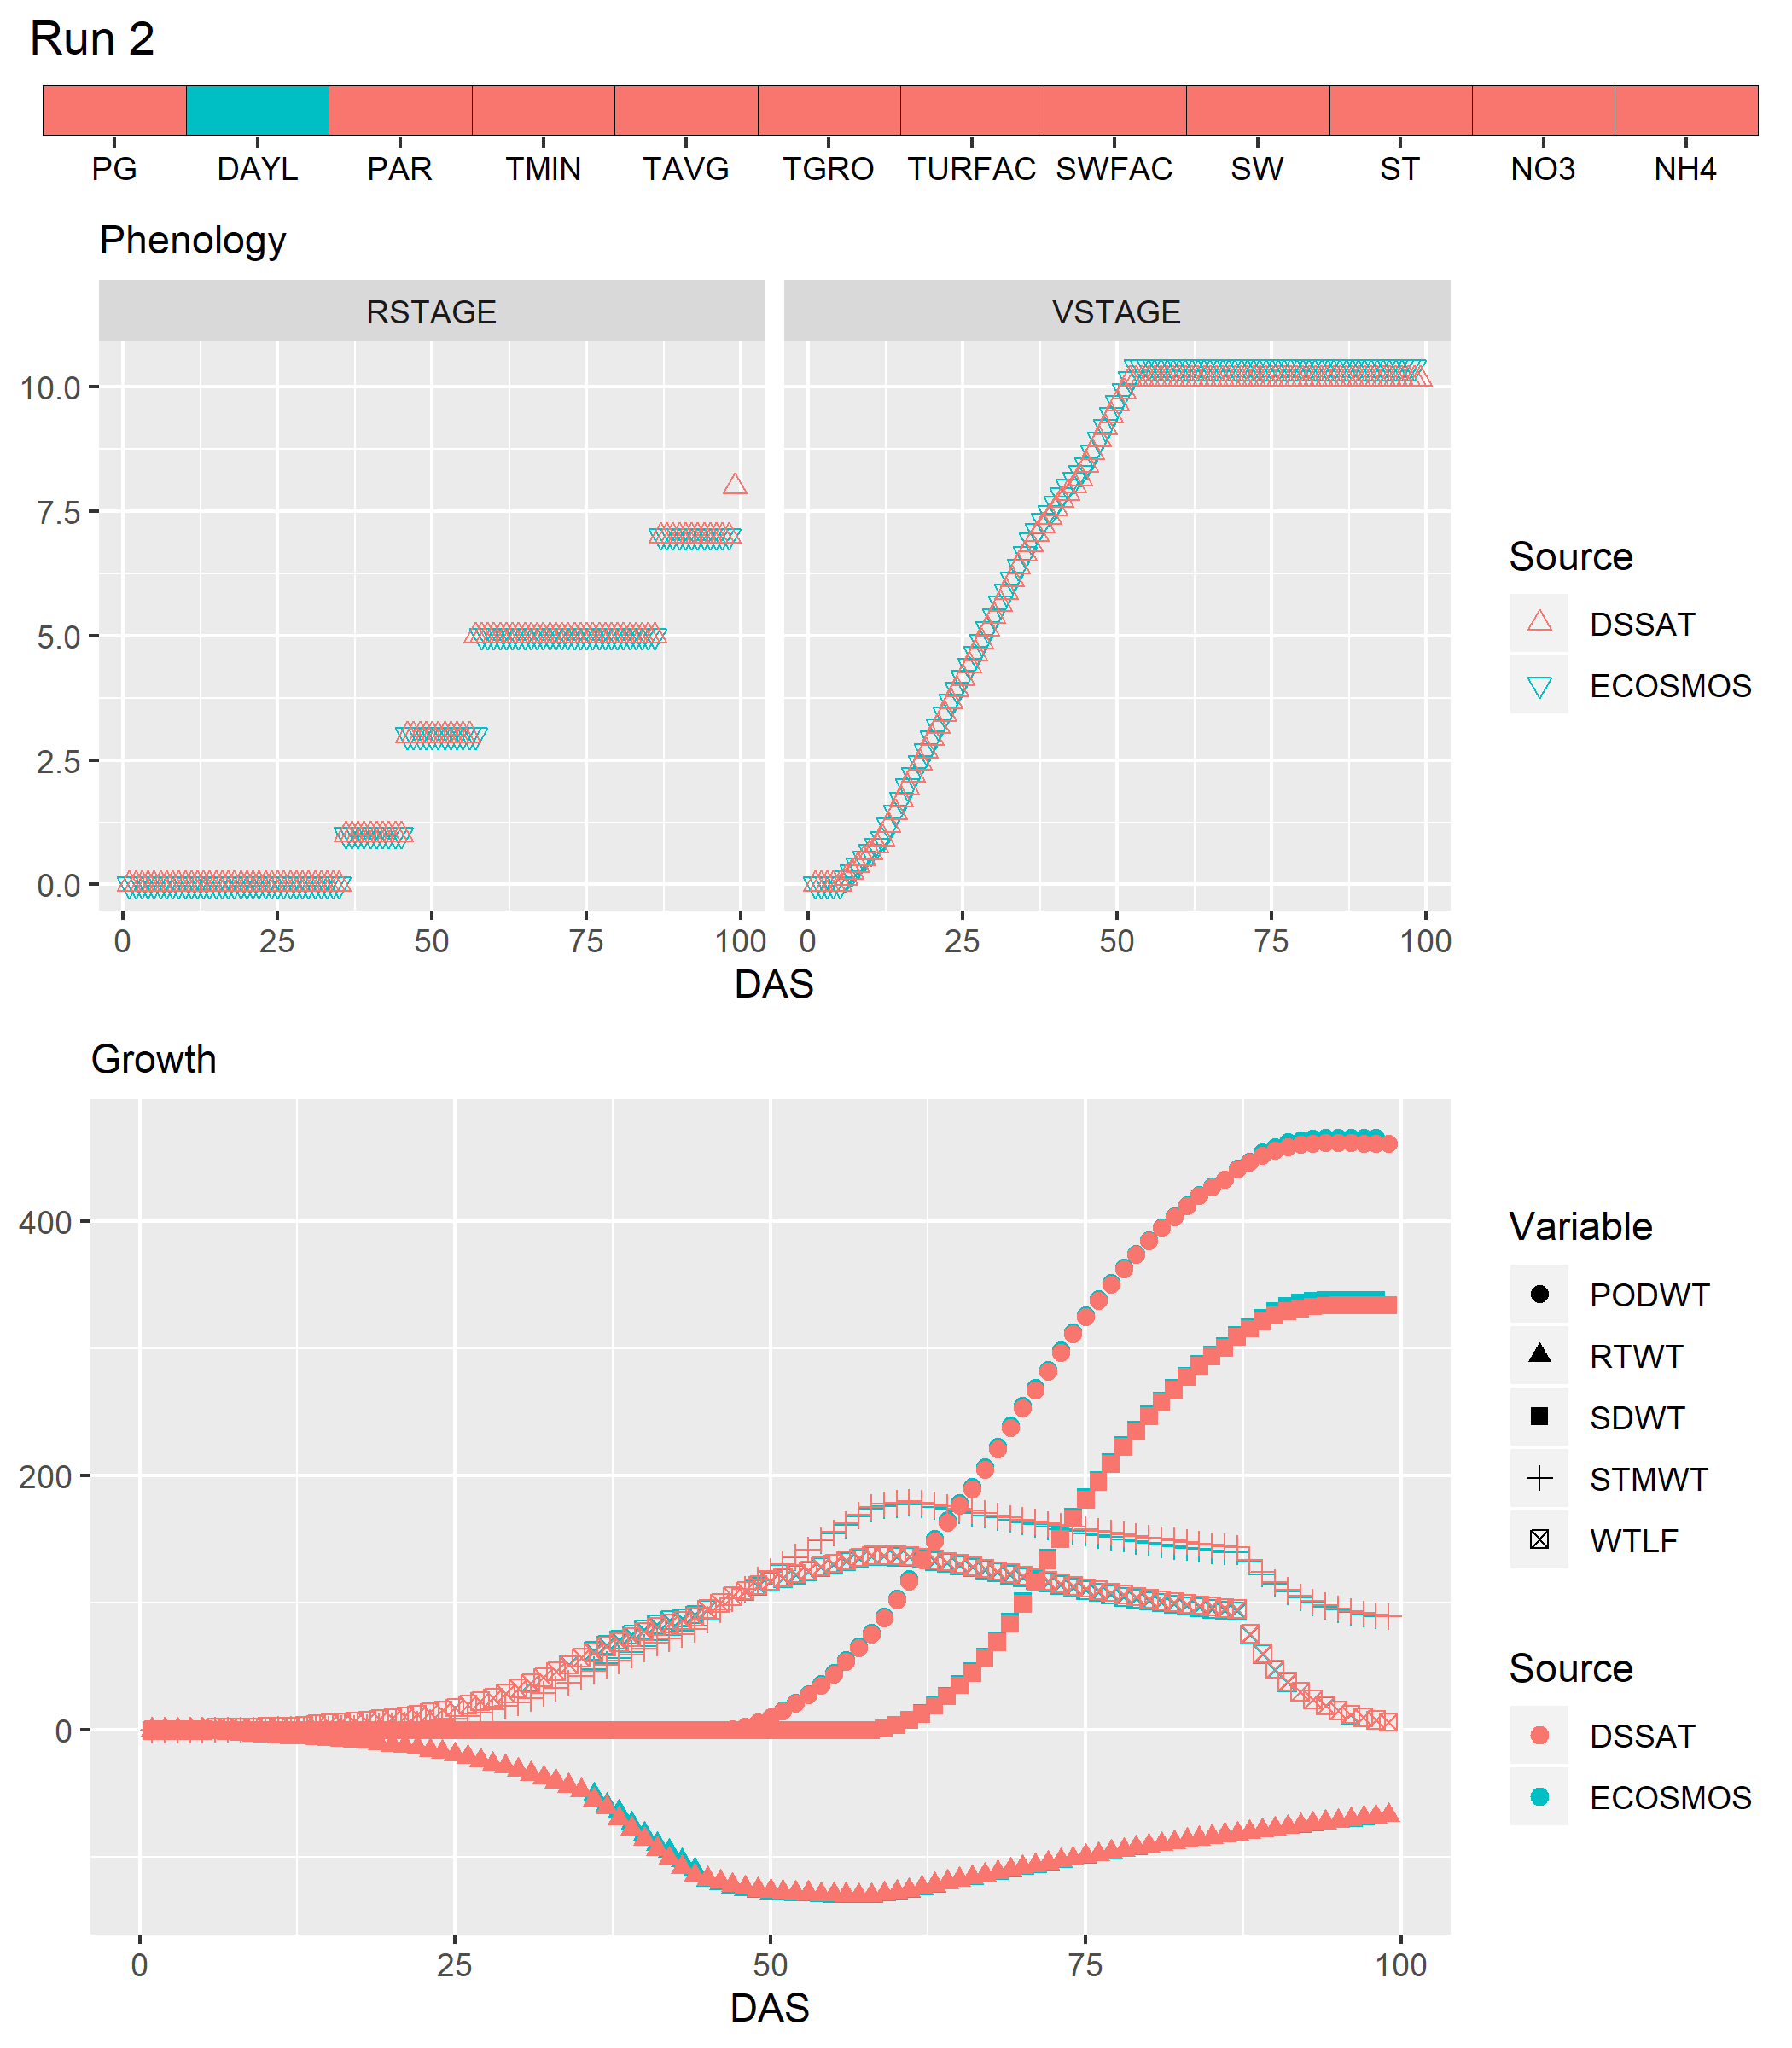 Run 2
PG DAYL PAR TMIN TAVG TGRO TURFAC SWFAC SW ST NO3 NH4
Phenology
RSTAGE VSTAGE
10.0
7.5
5.0
2.5
0.0
0 25 50 75 100 0 25 50 75 100
DAS
Source
DSSAT
ECOSMOS
Growth
400
200
0
0 25 50 75 100
DAS
Variable
PODWT
RTWT
SDWT
STMWT
WTLF
Source
DSSAT
ECOSMOS